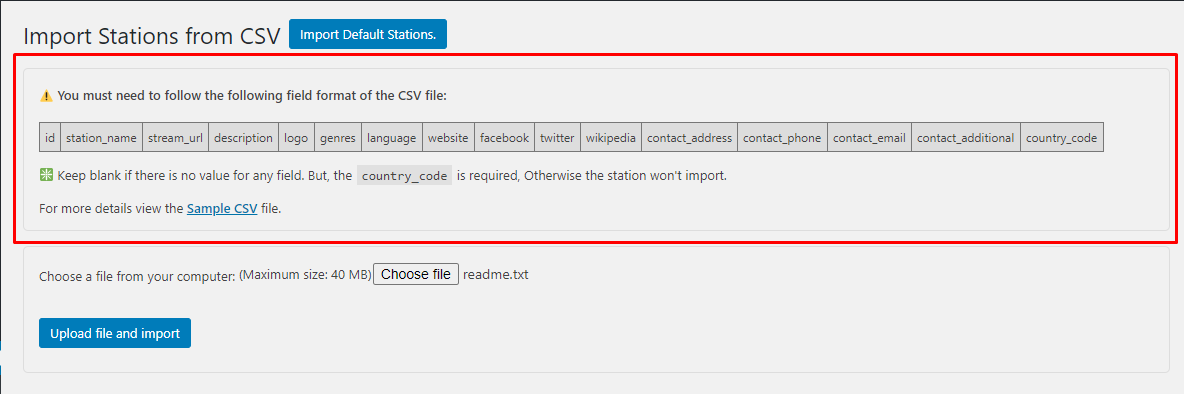 Import Stations from CSV Import Default Stations.
⚠️ You must need to follow the following field format of the CSV file:
id station_name stream_url description logo genres language website facebook twitter wikipedia contact_address contact_phone contact_email contact_additional country_code
❇️ Keep blank if there is no value for any field. But, the country_code is required, Otherwise the station won't import.
For more details view the Sample CSV file.
Choose a file from your computer: (Maximum size: 40 MB) Choose file readme.txt
Upload file and import